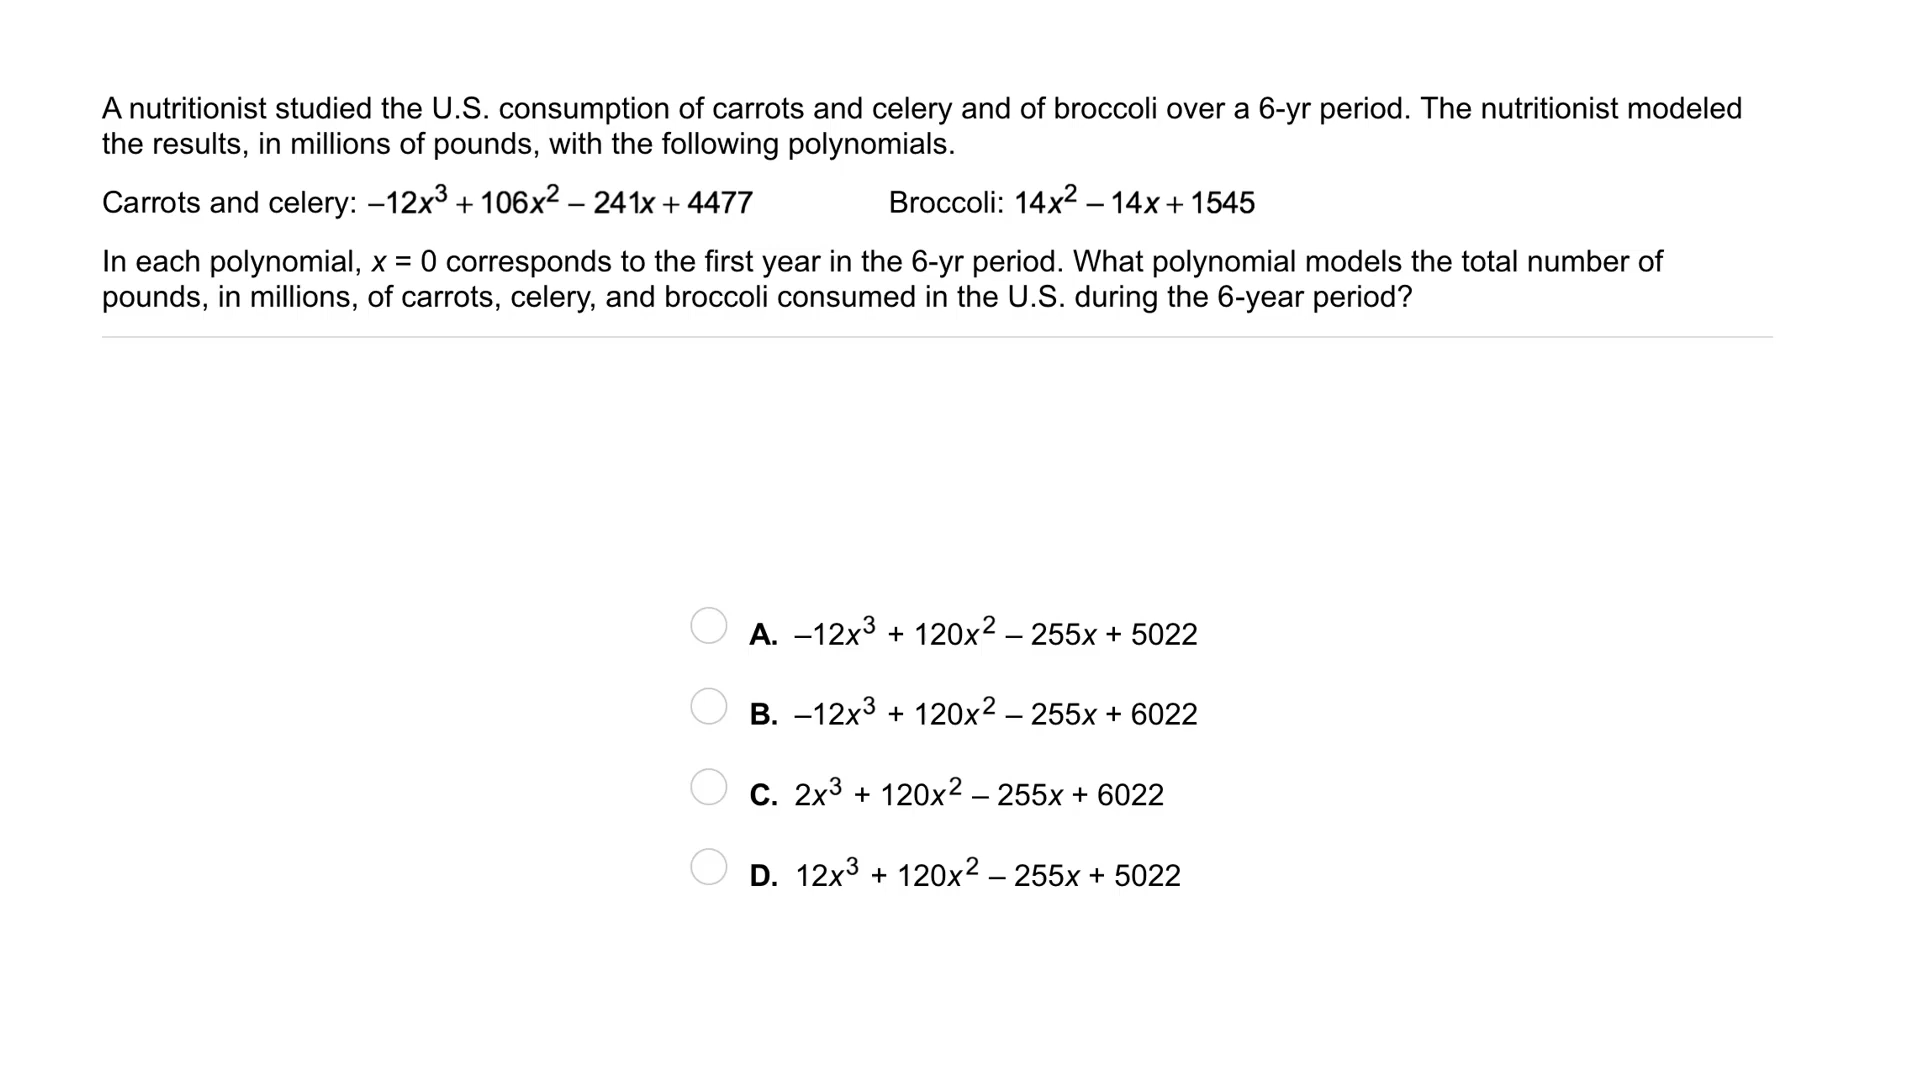 A nutritionist studied the U.S. consumption of carrots and celery and of broccoli over a 6-yr period. The nutritionist modeled
the results, in millions of pounds, with the following polynomials.
Carrots and celery: –12x³ + 106x² – 241x + 4477 Broccoli: 14x² – 14x + 1545
In each polynomial, x = 0 corresponds to the first year in the 6-yr period. What polynomial models the total number of
pounds, in millions, of carrots, celery, and broccoli consumed in the U.S. during the 6-year period?
A. –12x³ + 120x² – 255x + 5022
B. –12x³ + 120x² – 255x + 6022
C. 2x³ + 120x² – 255x + 6022
D. 12x³ + 120x² – 255x + 5022